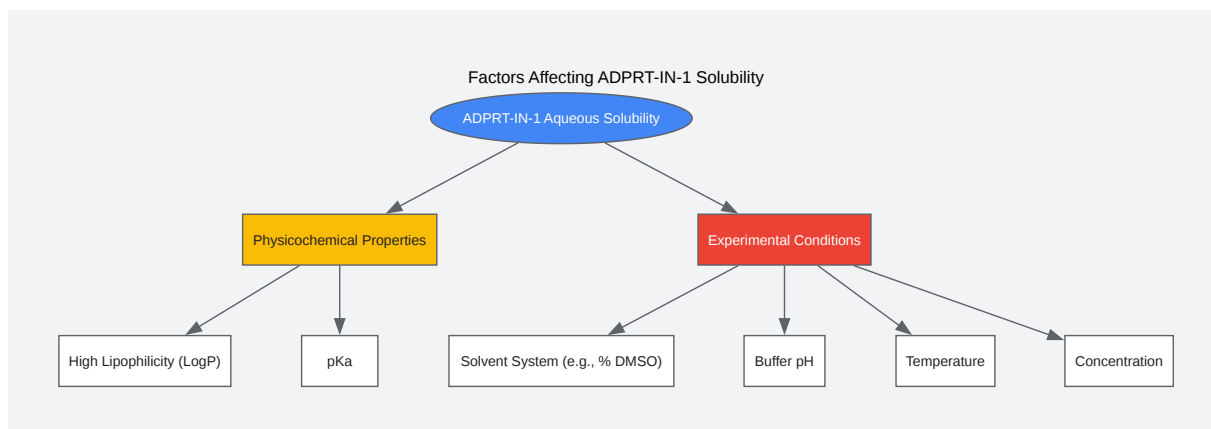 Factors Affecting ADPRT-IN-1 Solubility
ADPRT-IN-1 Aqueous Solubility
Physicochemical Properties
Experimental Conditions
High Lipophilicity (LogP)
pKa
Solvent System (e.g., % DMSO)
Buffer pH
Temperature
Concentration